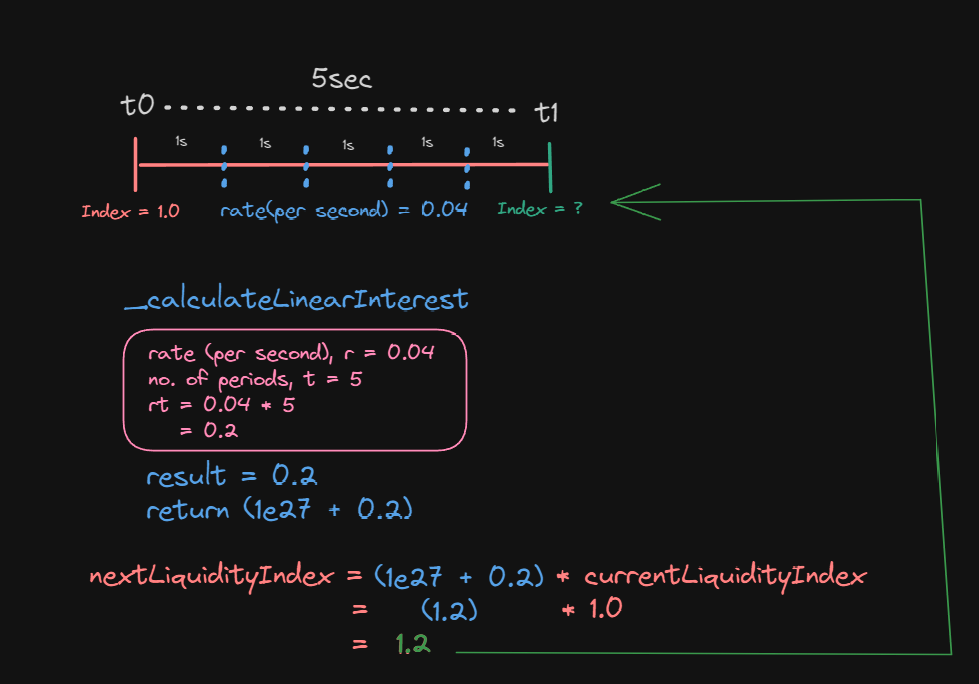 5sec
t0 t1
1s 1s 1s 1s 1s
Index = 1.0 rate(per second) = 0.04 Index = ?
_calculateLinearInterest
rate (per second), r = 0.04
no. of periods, t = 5
rt = 0.04 * 5
= 0.2
result = 0.2
return (1e27 + 0.2)
nextLiquidityIndex = (1e27 + 0.2) * currentLiquidityIndex
= (1.2) * 1.0
= 1.2